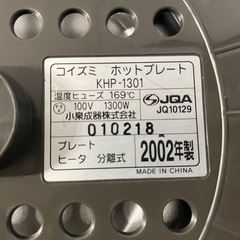 コイズミ ホットプレート
KHP-1301
温度ヒューズ 169℃
100V 1300W
小泉成器株式会社
JQA
JQ10129
010218
プレート
ヒータ 分離式
2002年製
MADE IN CHINA